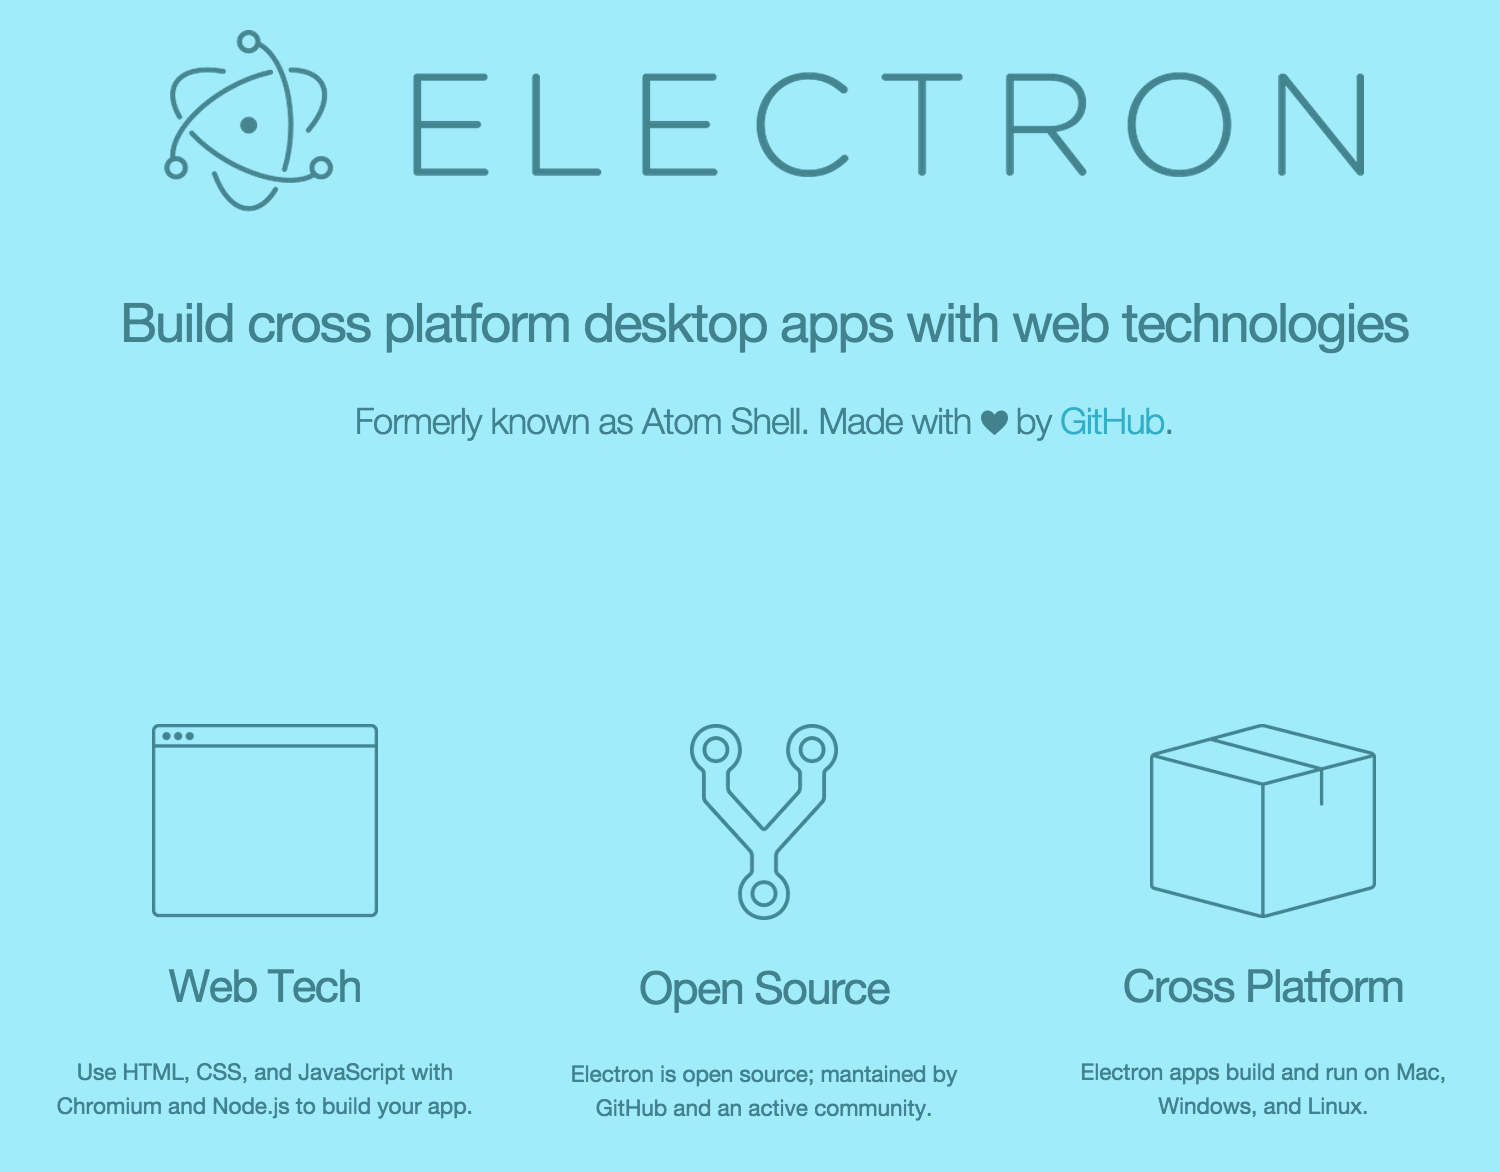 ELECTRON
Build cross platform desktop apps with web technologies
Formerly known as Atom Shell. Made with ♥ by GitHub.
Web Tech
Use HTML, CSS, and JavaScript with
Chromium and Node.js to build your app.
Open Source
Electron is open source; mantained by
GitHub and an active community.
Cross Platform
Electron apps build and run on Mac,
Windows, and Linux.